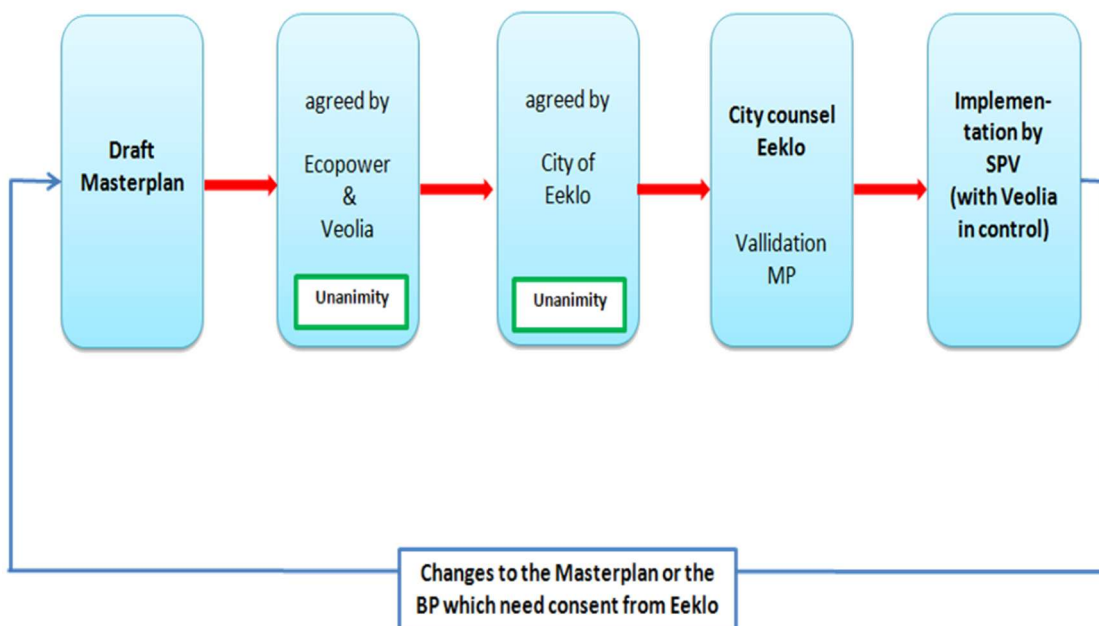 Draft
Masterplan
agreed by
Ecopower
&
Veolia
Unanimity
agreed by
City of
Eeklo
Unanimity
City counsel
Eeklo
Vallidation
MP
Implemen-
tation by
SPV
(with Veolia
in control)
Changes to the Masterplan or the
BP which need consent from Eeklo